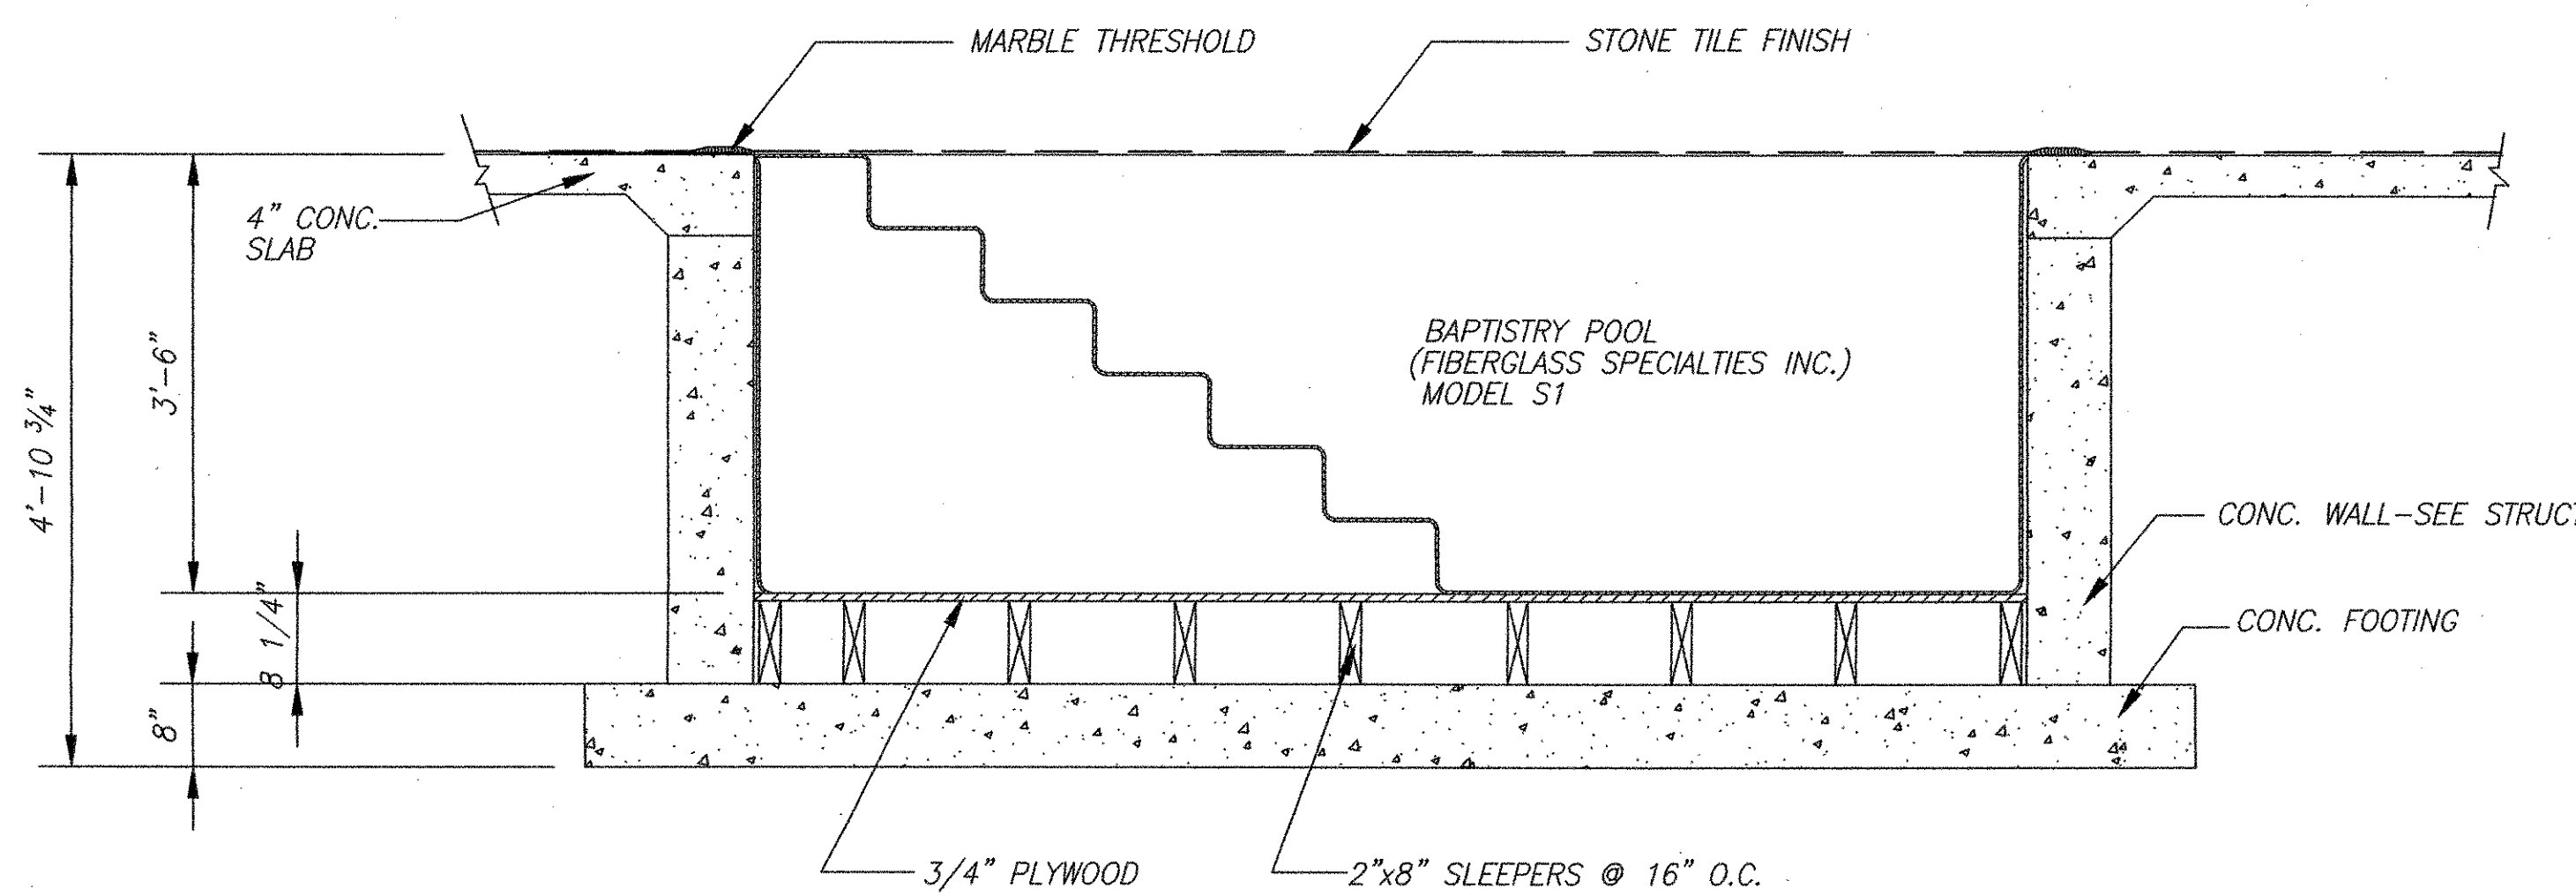 MARBLE THRESHOLD
STONE TILE FINISH
4" CONC.
SLAB
3'-6"
4'-10 3/4"
8 1/4"
8"
BAPTISTRY POOL
(FIBERGLASS SPECIALTIES INC.)
MODEL S1
CONC. WALL-SEE STRUCT
CONC. FOOTING
3/4" PLYWOOD
2"x8" SLEEPERS @ 16" O.C.